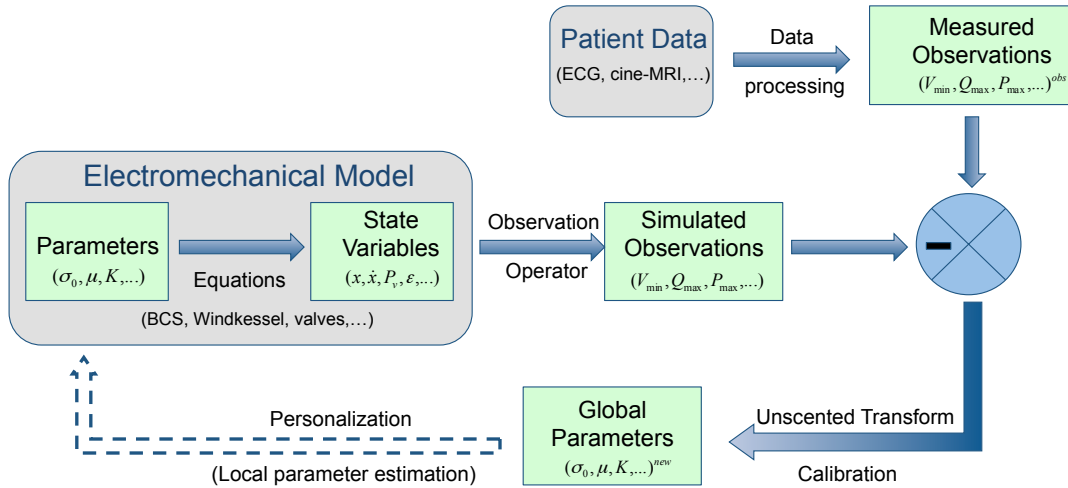 Patient Data
(ECG, cine-MRI,...)
Data
processing
Measured
Observations
(V_min, Q_max, P_max,...)^obs
Electromechanical Model
Parameters
(σ₀, μ, K,...)
Equations
State
Variables
(x, ẋ, P_v, ε,...)
(BCS, Windkessel, valves,...)
Observation
Operator
Simulated
Observations
(V_min, Q_max, P_max,...)
-
Unscented Transform
Calibration
Global
Parameters
(σ₀, μ, K,...)^new
Personalization
(Local parameter estimation)